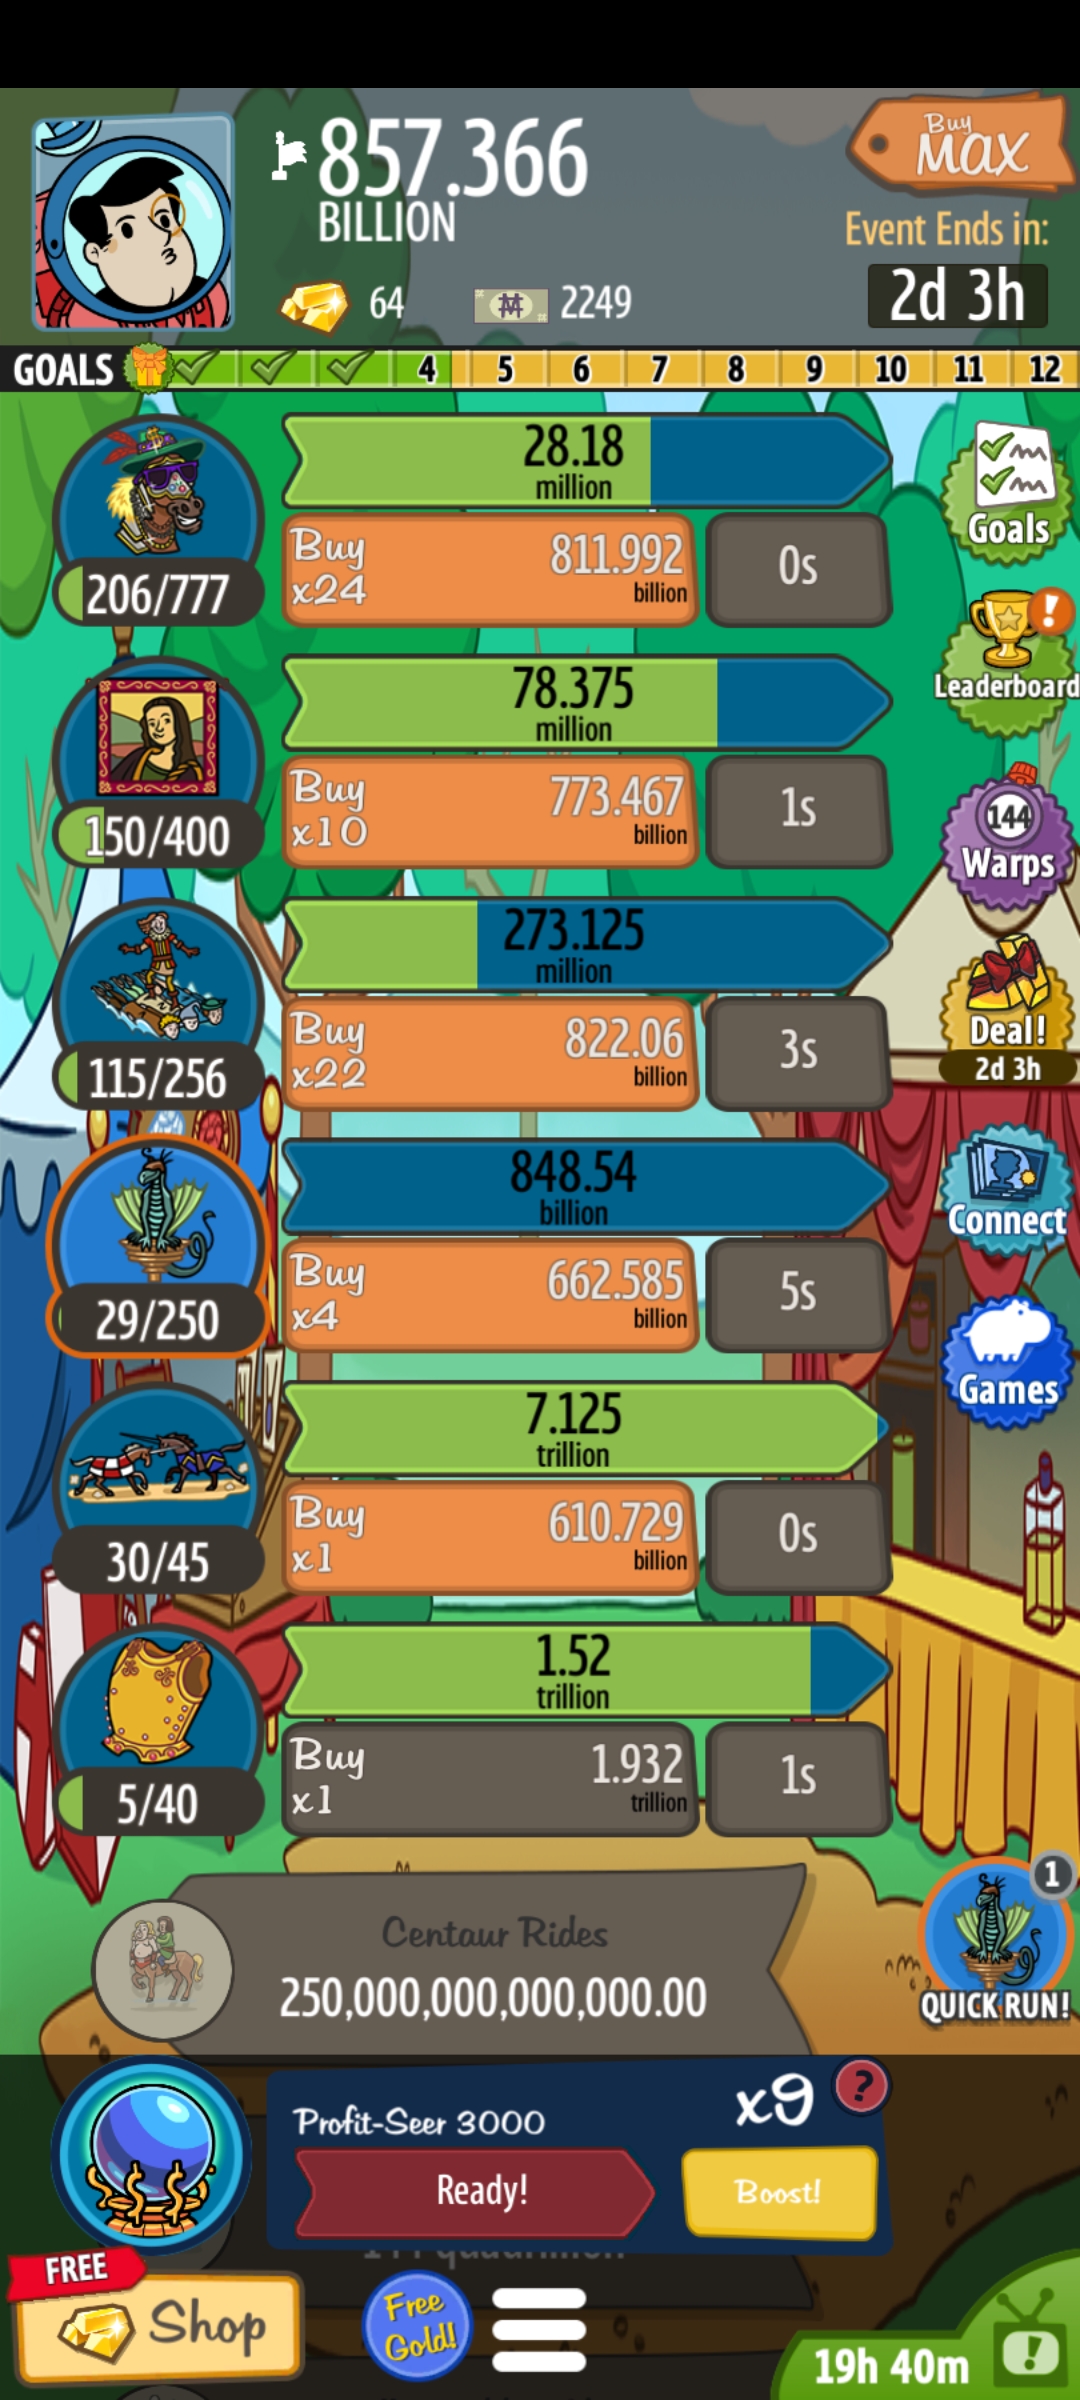 857.366
BILLION
Buy
MAX
Event Ends in:
2d 3h
64
2249
GOALS 4 5 6 7 8 9 10 11 12
28.18
million
Buy
x24
811.992
billion
0s
206/777
Goals
Leaderboard
78.375
million
Buy
x10
773.467
billion
1s
150/400
144
Warps
273.125
million
Buy
x22
822.06
billion
3s
115/256
Deal!
2d 3h
848.54
billion
Buy
x4
662.585
billion
5s
29/250
Connect
Games
7.125
trillion
Buy
x1
610.729
billion
0s
30/45
1.52
trillion
Buy
x1
1.932
trillion
1s
5/40
Centaur Rides
250,000,000,000,000.00
1
QUICK RUN!
Profit-Seer 3000
x9
?
Ready!
Boost!
FREE
Shop
Free
Gold!
19h 40m